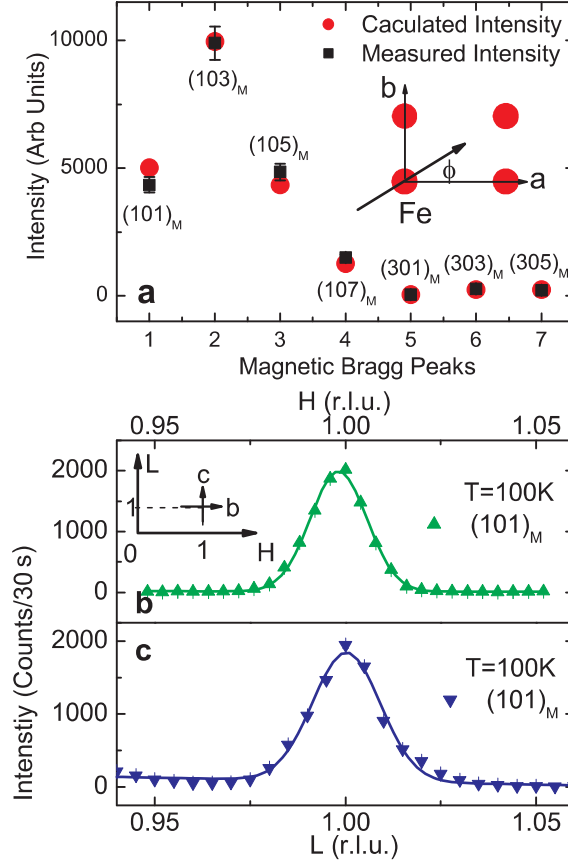 10000
5000
0
Intensity (Arb Units)
Caculated Intensity
Measured Intensity
(103)M
(105)M
(101)M
(107)M
(301)M
(303)M
(305)M
b
ϕ
a
Fe
a
1 2 3 4 5 6 7
Magnetic Bragg Peaks
H (r.l.u.)
0.95 1.00 1.05
2000
1000
0
L
c
1
b
0 1 H
T=100K
(101)M
b
Intenstiy (Counts/30 s)
c
2000
1000
0
T=100K
(101)M
0.95 1.00 1.05
L (r.l.u.)